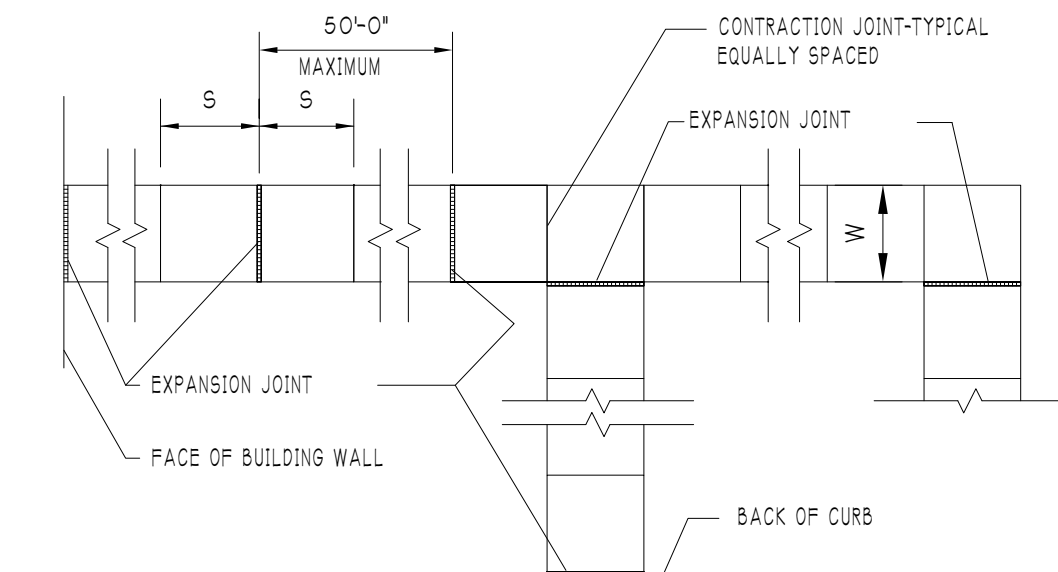 50'-0"
MAXIMUM
CONTRACTION JOINT-TYPICAL
EQUALLY SPACED
S
S
EXPANSION JOINT
W
EXPANSION JOINT
FACE OF BUILDING WALL
BACK OF CURB